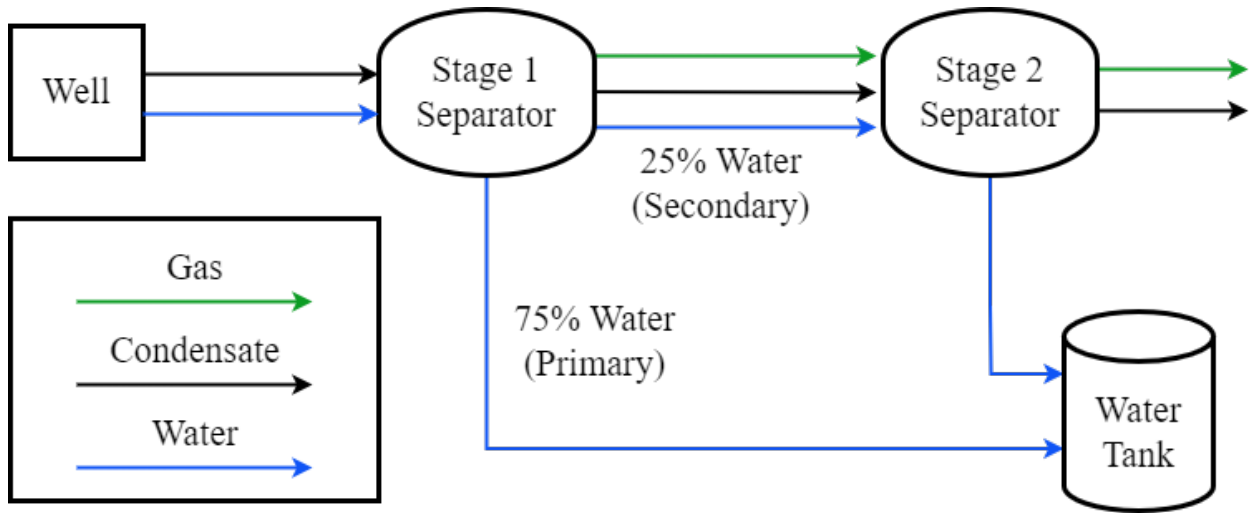 Well
Stage 1
Separator
Stage 2
Separator
25% Water
(Secondary)
Gas
Condensate
Water
75% Water
(Primary)
Water
Tank